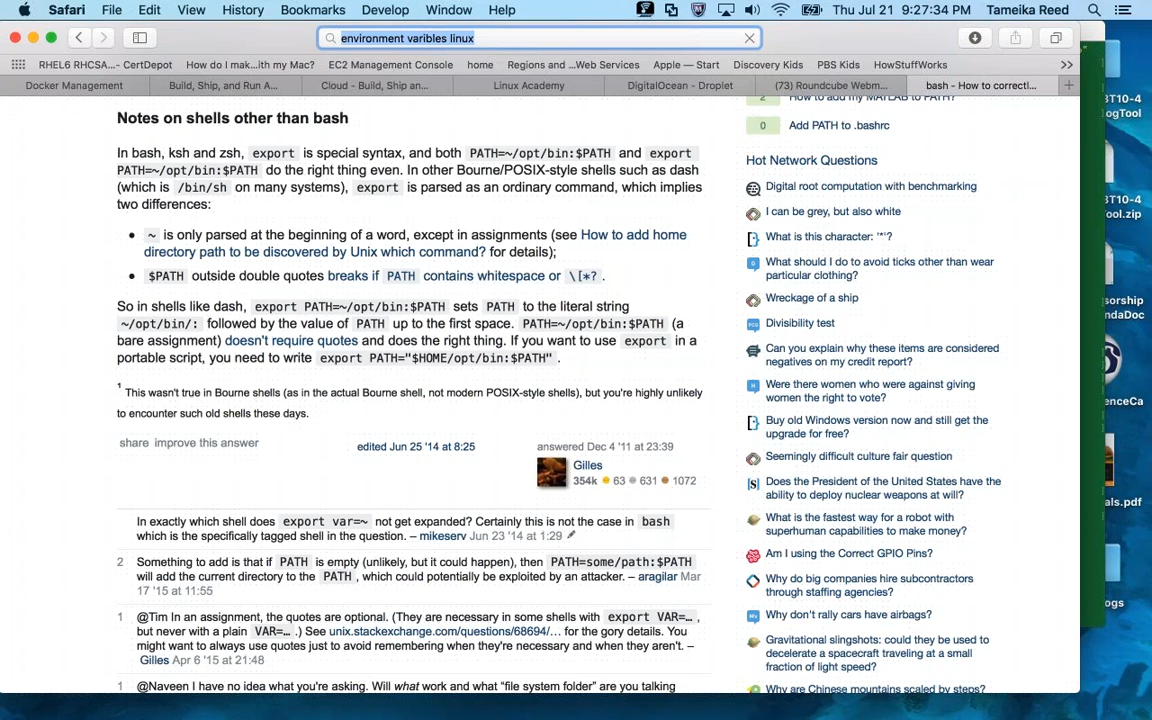 Safari File Edit View History Bookmarks Develop Window Help Thu Jul 21 9:27:34 PM Tameika Reed
environment varibles linux
RHEL6 RHCSA...- CertDepot How do I mak...ith my Mac? EC2 Management Console home Regions and ...Web Services Apple — Start Discovery Kids PBS Kids HowStuffWorks >>
Docker Management Build, Ship, and Run A... Cloud - Build, Ship an... Linux Academy DigitalOcean - Droplet (73) Roundcube Webm... bash - How to correctl... +
Notes on shells other than bash
In bash, ksh and zsh, export is special syntax, and both PATH=~/opt/bin:$PATH and export
PATH=~/opt/bin:$PATH do the right thing even. In other Bourne/POSIX-style shells such as dash
(which is /bin/sh on many systems), export is parsed as an ordinary command, which implies
two differences:
• ~ is only parsed at the beginning of a word, except in assignments (see How to add home
directory path to be discovered by Unix which command? for details);
• $PATH outside double quotes breaks if PATH contains whitespace or \[*?.
So in shells like dash, export PATH=~/opt/bin:$PATH sets PATH to the literal string
~/opt/bin/: followed by the value of PATH up to the first space. PATH=~/opt/bin:$PATH (a
bare assignment) doesn't require quotes and does the right thing. If you want to use export in a
portable script, you need to write export PATH="$HOME/opt/bin:$PATH".
1 This wasn't true in Bourne shells (as in the actual Bourne shell, not modern POSIX-style shells), but you're highly unlikely
to encounter such old shells these days.
share improve this answer
edited Jun 25 '14 at 8:25
answered Dec 4 '11 at 23:39
Gilles
354k 63 631 1072
In exactly which shell does export var=~ not get expanded? Certainly this is not the case in bash
which is the specifically tagged shell in the question. – mikeserv Jun 23 '14 at 1:29
2 Something to add is that if PATH is empty (unlikely, but it could happen), then PATH=some/path:$PATH
will add the current directory to the PATH, which could potentially be exploited by an attacker. – aragilar Mar
17 '15 at 11:55
1 @Tim In an assignment, the quotes are optional. (They are necessary in some shells with export VAR=…,
but never with a plain VAR=….) See unix.stackexchange.com/questions/68694/… for the gory details. You
might want to always use quotes just to avoid remembering when they're necessary and when they aren't. –
Gilles Apr 6 '15 at 21:48
1 @Naveen I have no idea what you're asking. Will what work and what “file system folder” are you talking
2 How to add my MATLAB to PATH?
0 Add PATH to .bashrc
Hot Network Questions
Digital root computation with benchmarking
I can be grey, but also white
What is this character: '*'?
What should I do to avoid ticks other than wear
particular clothing?
Wreckage of a ship
Divisibility test
Can you explain why these items are considered
negatives on my credit report?
Were there women who were against giving
women the right to vote?
Buy old Windows version now and still get the
upgrade for free?
Seemingly difficult culture fair question
Does the President of the United States have the
ability to deploy nuclear weapons at will?
What is the fastest way for a robot with
superhuman capabilities to make money?
Am I using the Correct GPIO Pins?
Why do big companies hire subcontractors
through staffing agencies?
Why don't rally cars have airbags?
Gravitational slingshots: could they be used to
decelerate a spacecraft traveling at a small
fraction of light speed?
Why are Chinese mountains scaled by steps?
BT10-4
ogTool
BT10-4
ool.zip
sorship
ndaDoc
enceCa
als.pdf
ogs